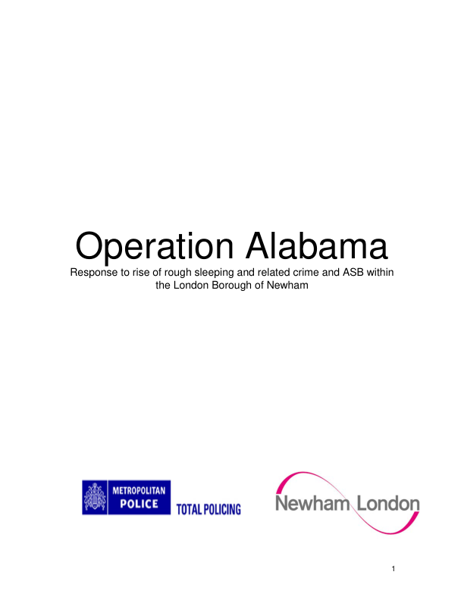 Operation Alabama
Response to rise of rough sleeping and related crime and ASB within
the London Borough of Newham
METROPOLITAN
POLICE
TOTAL POLICING
Newham London
1